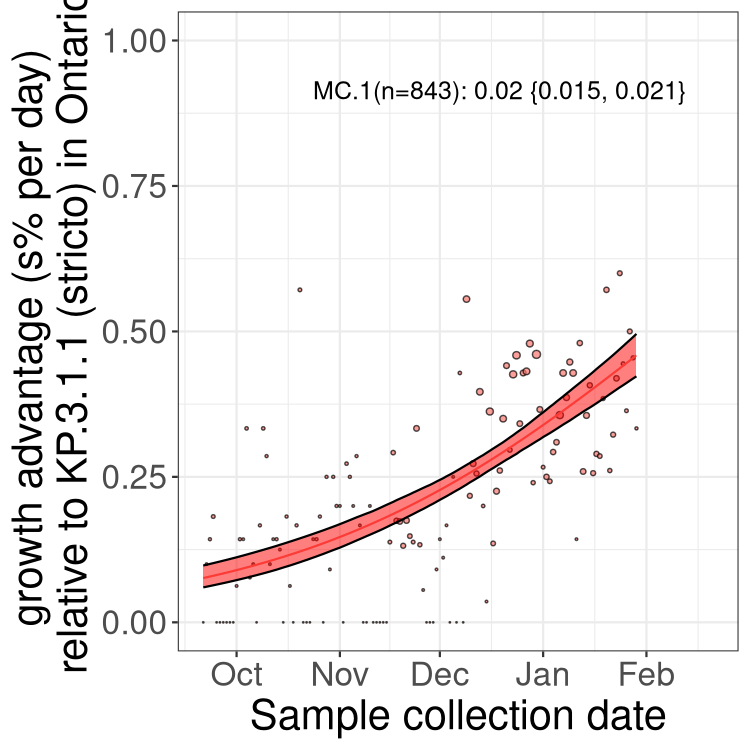 growth advantage (s% per day)
relative to KP.3.1.1 (stricto) in Ontario
1.00
0.75
0.50
0.25
0.00
MC.1(n=843): 0.02 {0.015, 0.021}
Oct Nov Dec Jan Feb
Sample collection date